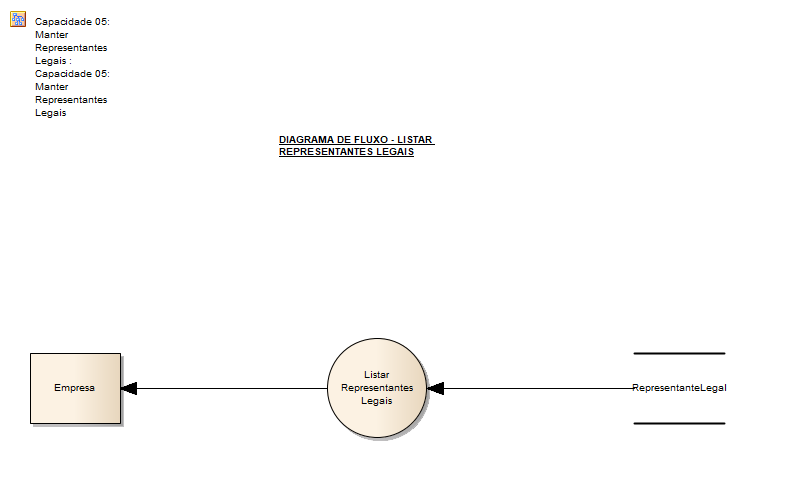 Capacidade 05:
Manter
Representantes
Legais :
Capacidade 05:
Manter
Representantes
Legais
DIAGRAMA DE FLUXO - LISTAR
REPRESENTANTES LEGAIS
Empresa
Listar
Representantes
Legais
RepresentanteLegal